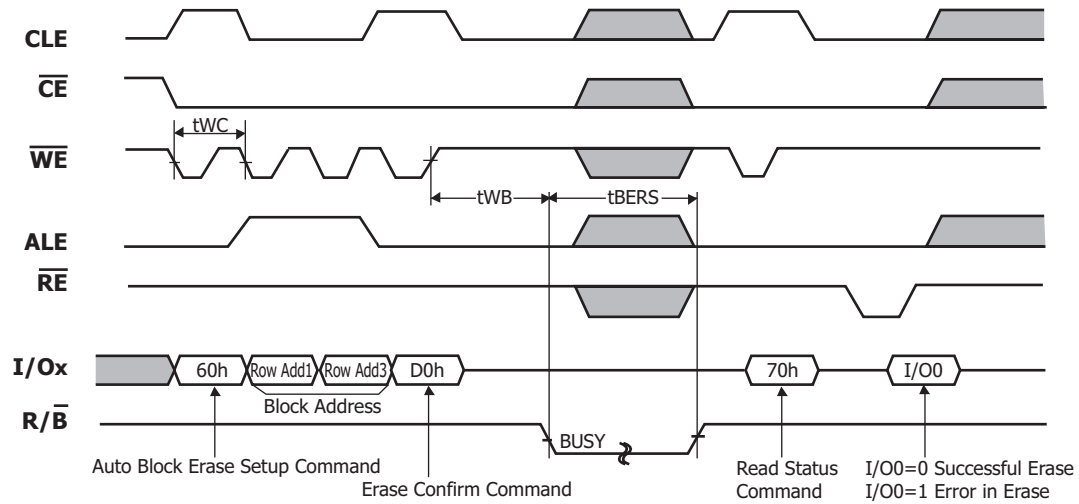 CLE
CE
tWC
WE
tWB
tBERS
ALE
RE
I/Ox
60h
Row Add1
Row Add3
D0h
70h
I/O0
Block Address
R/B
BUSY
Auto Block Erase Setup Command
Erase Confirm Command
Read Status
Command
I/O0=0 Successful Erase
I/O0=1 Error in Erase